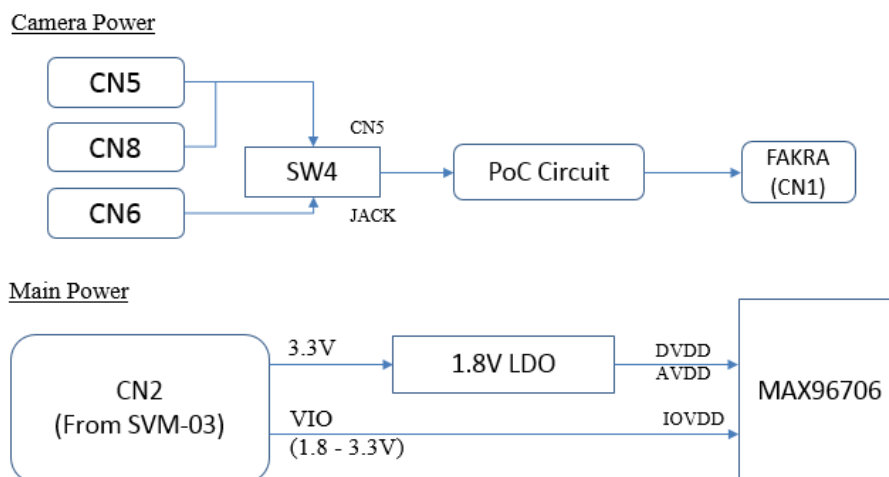 Camera Power
CN5
CN8
CN6
CN5
SW4
JACK
PoC Circuit
FAKRA
(CN1)
Main Power
CN2
(From SVM-03)
3.3V
VIO
(1.8 - 3.3V)
1.8V LDO
DVDD
AVDD
IOVDD
MAX96706